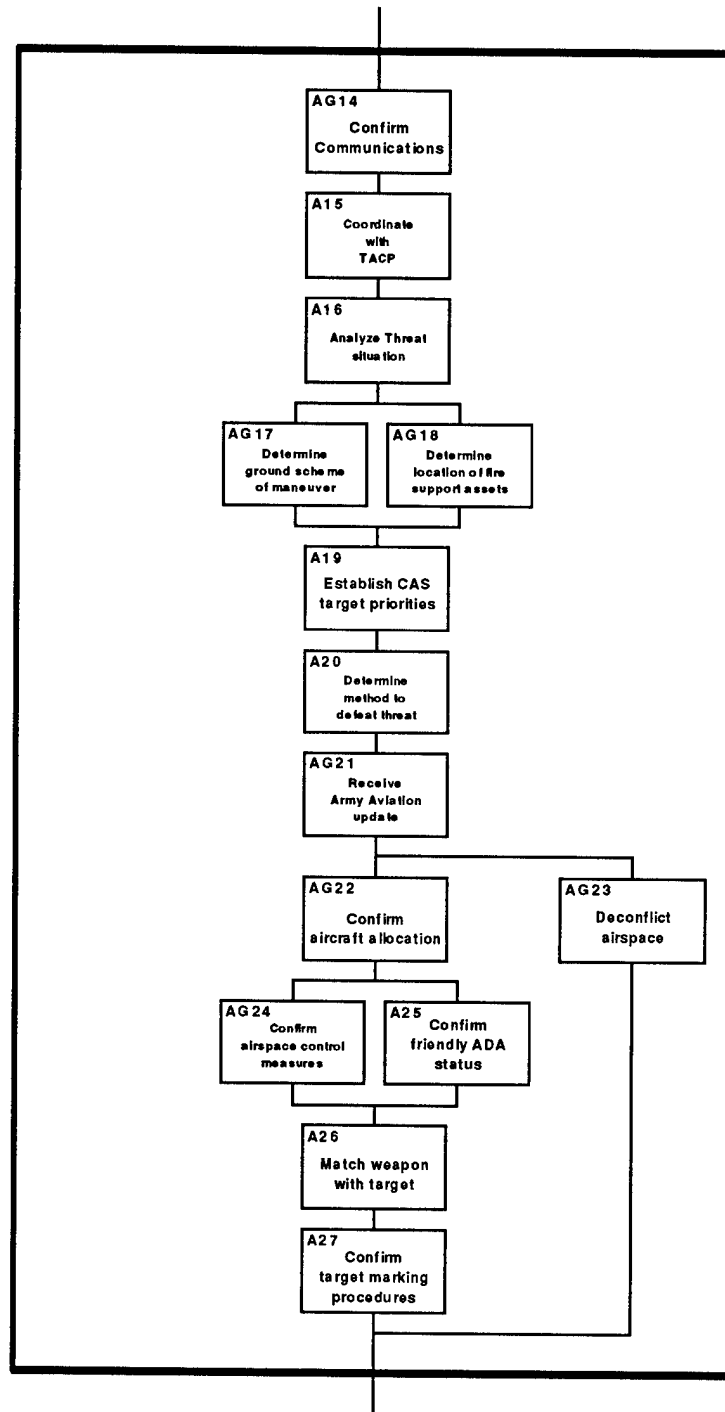 AG14
Confirm
Communications
A15
Coordinate
with
TACP
A16
Analyze Threat
situation
AG17
Determine
ground scheme
of maneuver
AG18
Determine
location of fire
support assets
A19
Establish CAS
target priorities
A20
Determine
method to
defeat threat
AG21
Receive
Army Aviation
update
AG22
Confirm
aircraft allocation
AG23
Deconflict
airspace
AG24
Confirm
airspace control
measures
A25
Confirm
friendly ADA
status
A26
Match weapon
with target
A27
Confirm
target marking
procedures